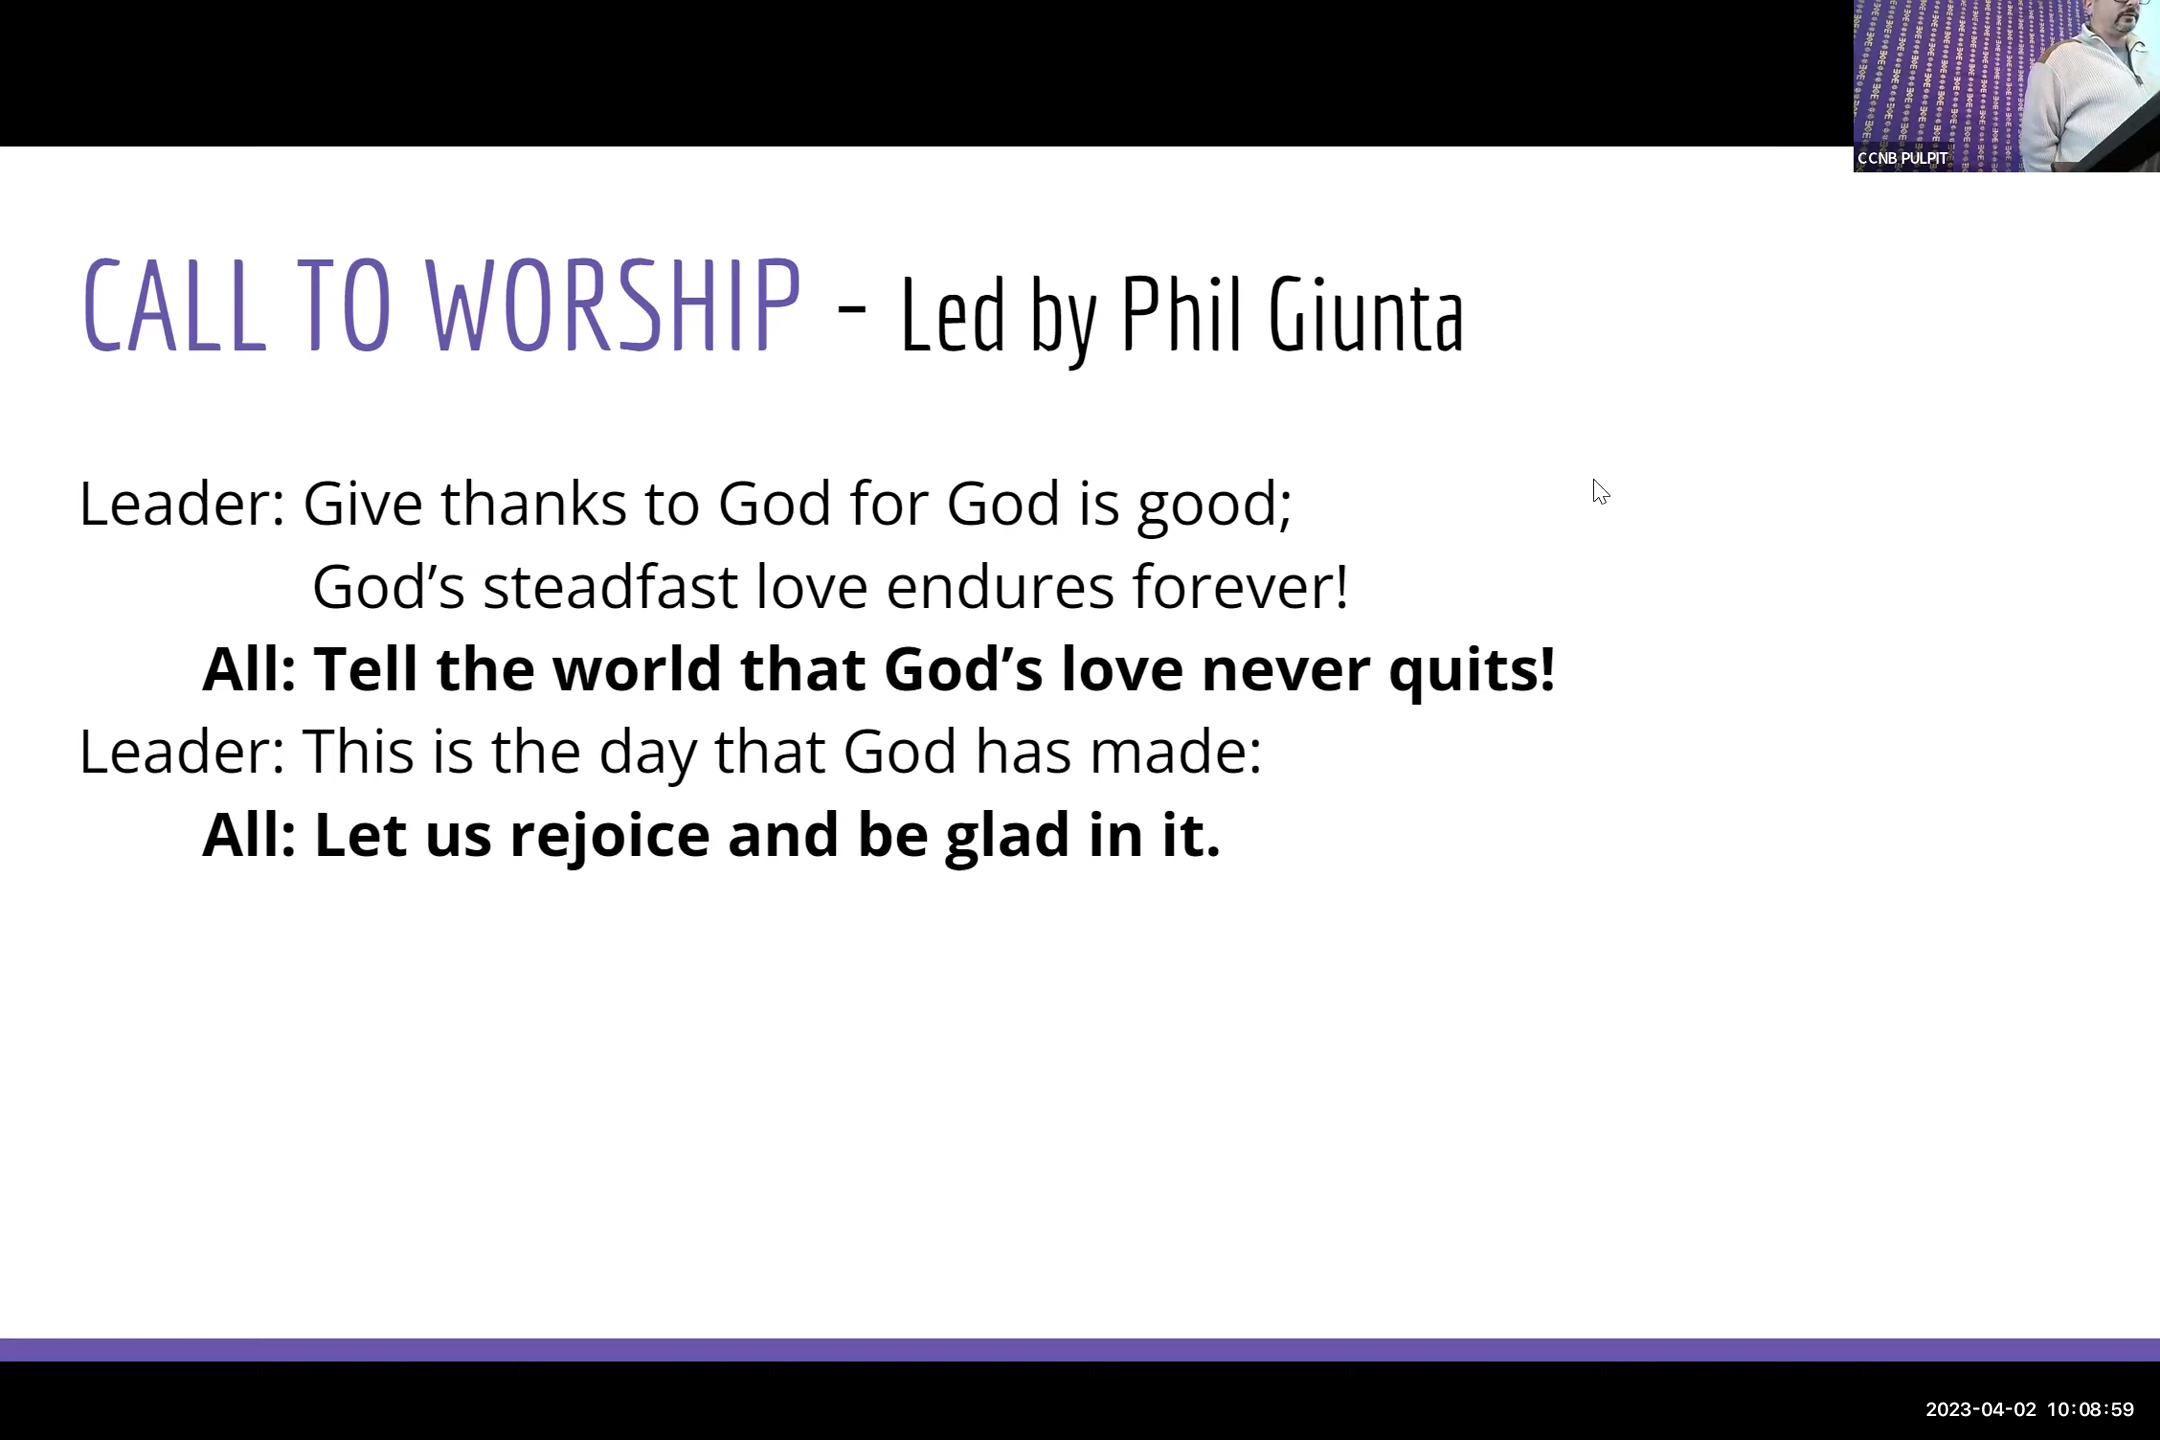 CCNB PULPIT
CALL TO WORSHIP - Led by Phil Giunta
Leader: Give thanks to God for God is good;
God’s steadfast love endures forever!
All: Tell the world that God’s love never quits!
Leader: This is the day that God has made:
All: Let us rejoice and be glad in it.
2023-04-02 10:08:59